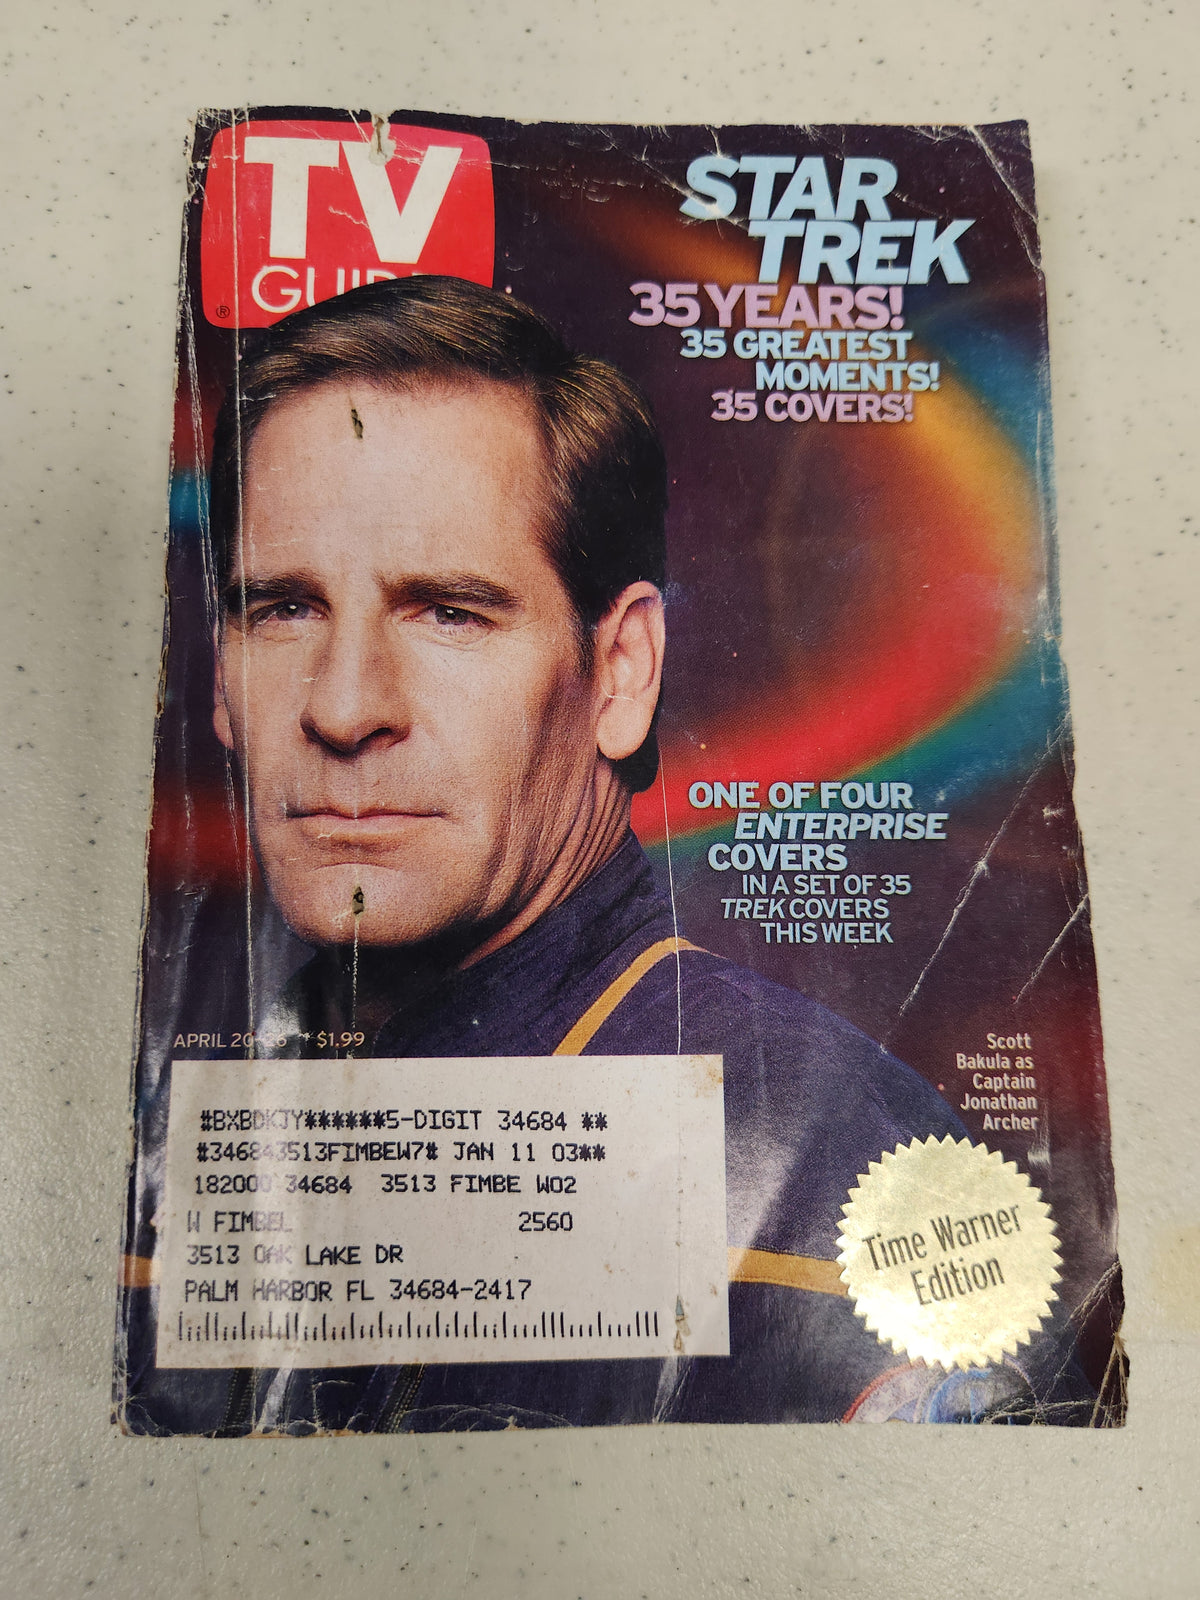 TV
GUIDE
®
STAR
TREK
35 YEARS!
35 GREATEST
MOMENTS!
35 COVERS!
ONE OF FOUR
ENTERPRISE
COVERS
IN A SET OF 35
TREK COVERS
THIS WEEK
APRIL 20-26 $1.99
Scott
Bakula as
Captain
Jonathan
Archer
#BXBDKJY******5-DIGIT 34684 **
#346843513FIMBEW7# JAN 11 03**
182000 34684 3513 FIMBE W02
W FIMBEL 2560
3513 OAK LAKE DR
PALM HARBOR FL 34684-2417
Time Warner
Edition